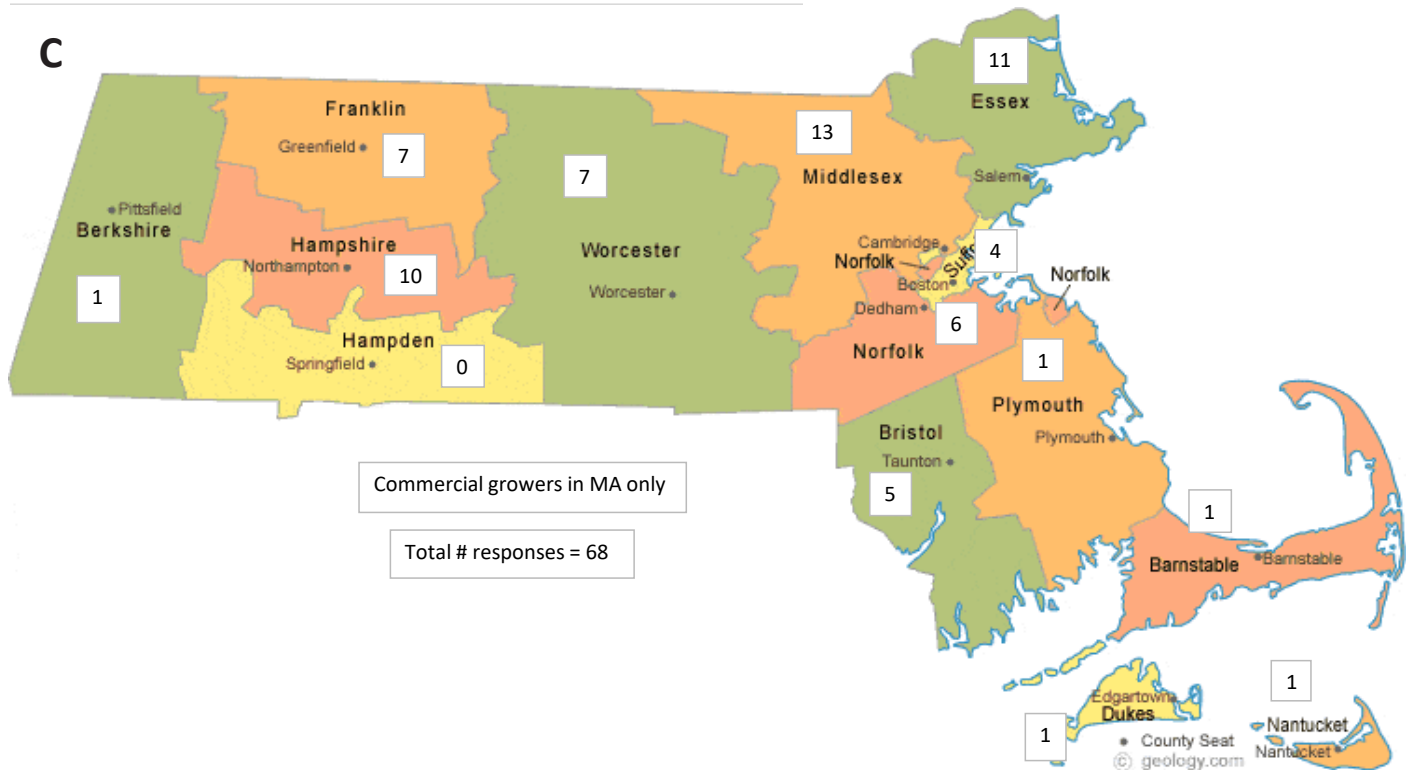 C
11
Essex
Franklin
13
Greenfield
7
7
Middlesex
Salem
Pittsfield
Berkshire
Hampshire
Worcester
Cambridge
4
Northampton
10
Norfolk
Norfolk
1
Worcester
Boston
Dedham
6
Hampden
Norfolk
Springfield
0
1
Plymouth
Bristol
Plymouth
Taunton
Commercial growers in MA only
5
1
Total # responses = 68
Barnstable
Barnstable
1
Edgartown
Dukes
Nantucket
1
County Seat
Nantucket
© geology.com